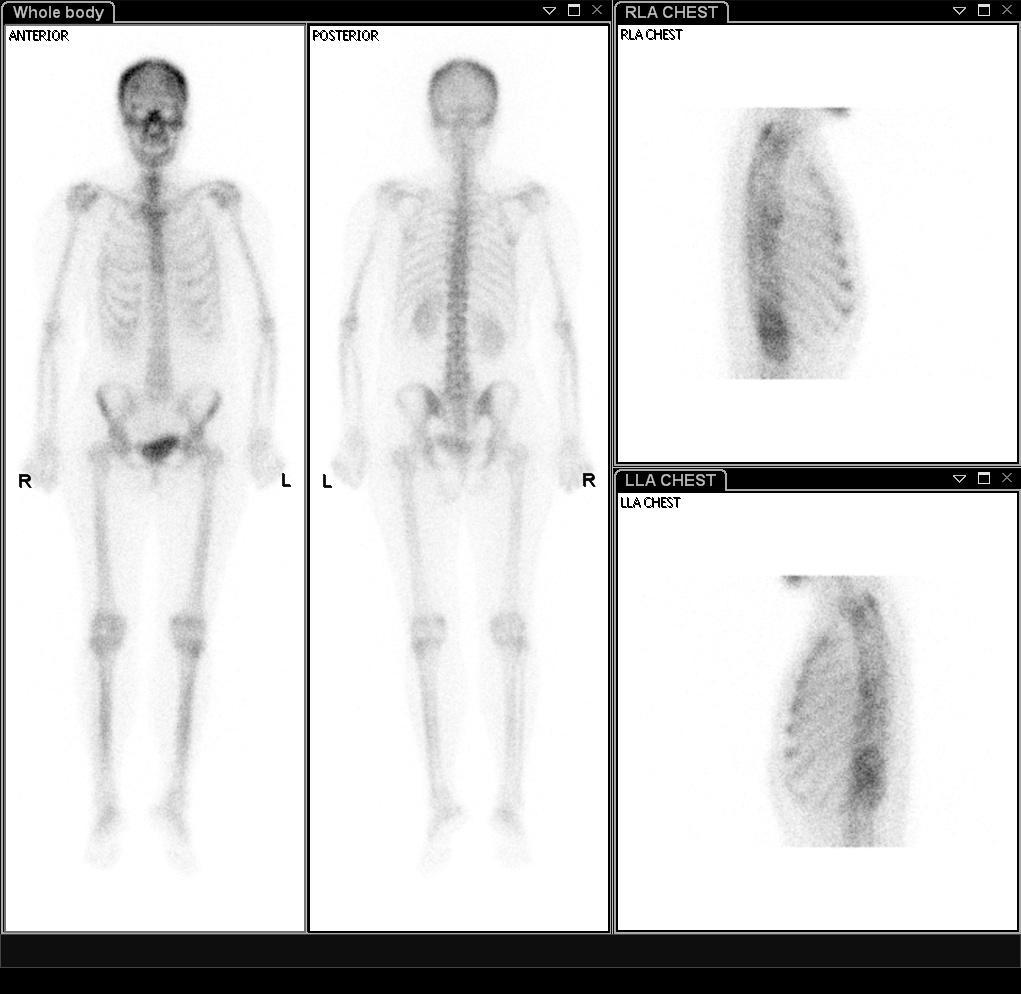 Whole body
ANTERIOR
POSTERIOR
R
L
L
R
RLA CHEST
RLA CHEST
LLA CHEST
LLA CHEST